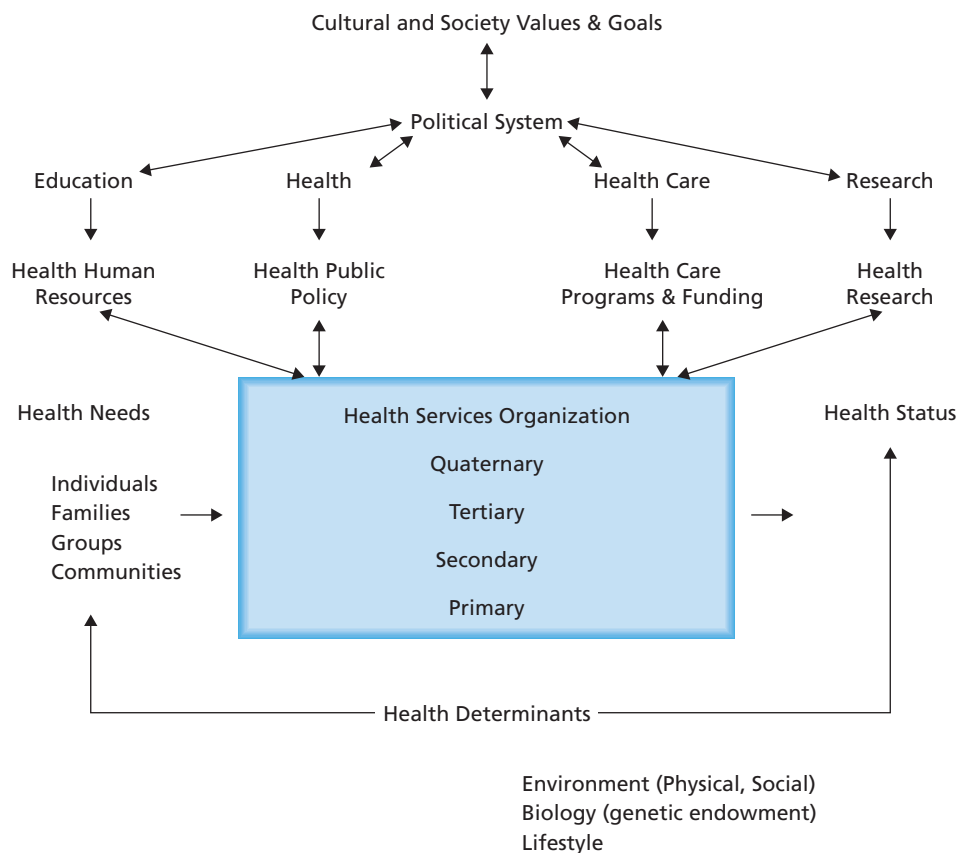 Cultural and Society Values & Goals
Political System
Education
Health
Health Care
Research
Health Human
Resources
Health Public
Policy
Health Care
Programs & Funding
Health
Research
Health Needs
Individuals
Families
Groups
Communities
Health Services Organization
Quaternary
Tertiary
Secondary
Primary
Health Status
Health Determinants
Environment (Physical, Social)
Biology (genetic endowment)
Lifestyle